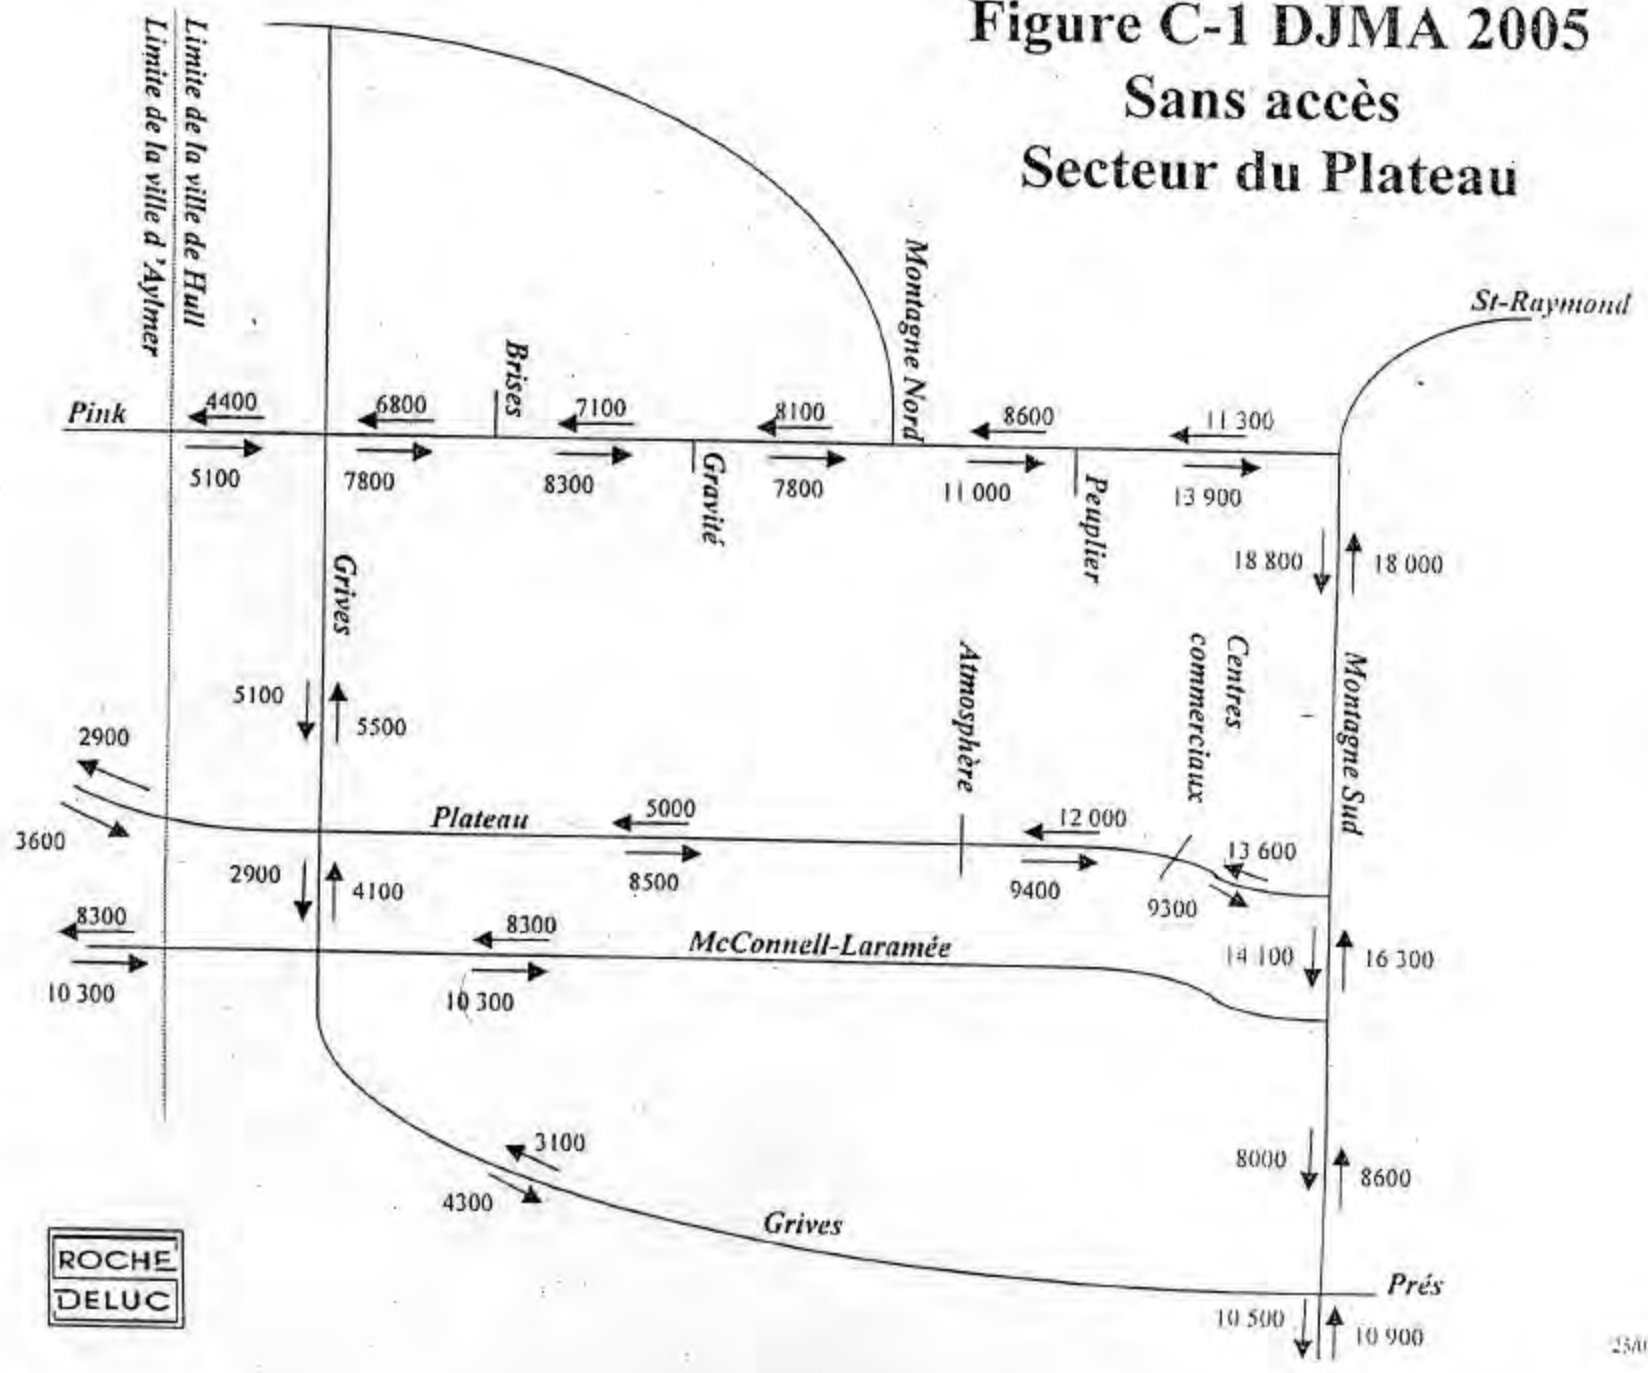 Figure C-1 DJMA 2005
Sans accès
Secteur du Plateau
Limite de la ville de Hull
Limite de la ville d'Aylmer
Montagne Nord
St-Raymond
Brises
Pink
4400
6800
7100
8100
8600
11 300
5100
7800
8300
7800
11 000
13 900
Gravité
Peuplier
18 800
18 000
Grives
Atmosphère
Centres
commerciaux
Montagne Sud
5100
5500
2900
3600
Plateau
5000
12 000
13 600
8500
9400
9300
2900
4100
8300
8300
McConnell-Laramée
14 100
16 300
10 300
10 300
3100
4300
8000
8600
Grives
Prés
ROCHE
DELUC
10 500
10 900